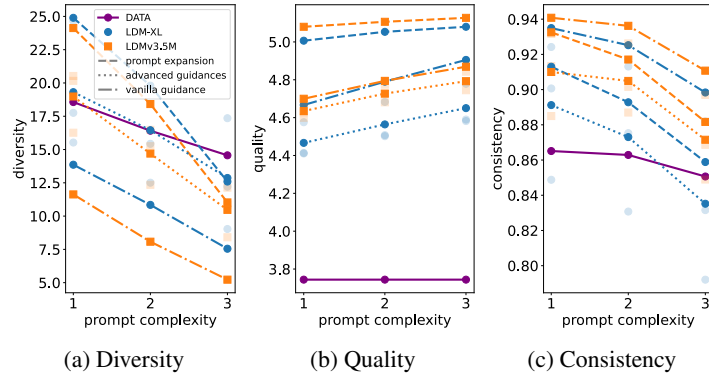 DATA
LDM-XL
LDMv3.5M
prompt expansion
advanced guidances
vanilla guidance
25.0
22.5
20.0
17.5
15.0
12.5
10.0
7.5
5.0
diversity
1 2 3
prompt complexity
(a) Diversity
5.0
4.8
4.6
4.4
4.2
4.0
3.8
quality
1 2 3
prompt complexity
(b) Quality
0.94
0.92
0.90
0.88
0.86
0.84
0.82
0.80
consistency
1 2 3
prompt complexity
(c) Consistency